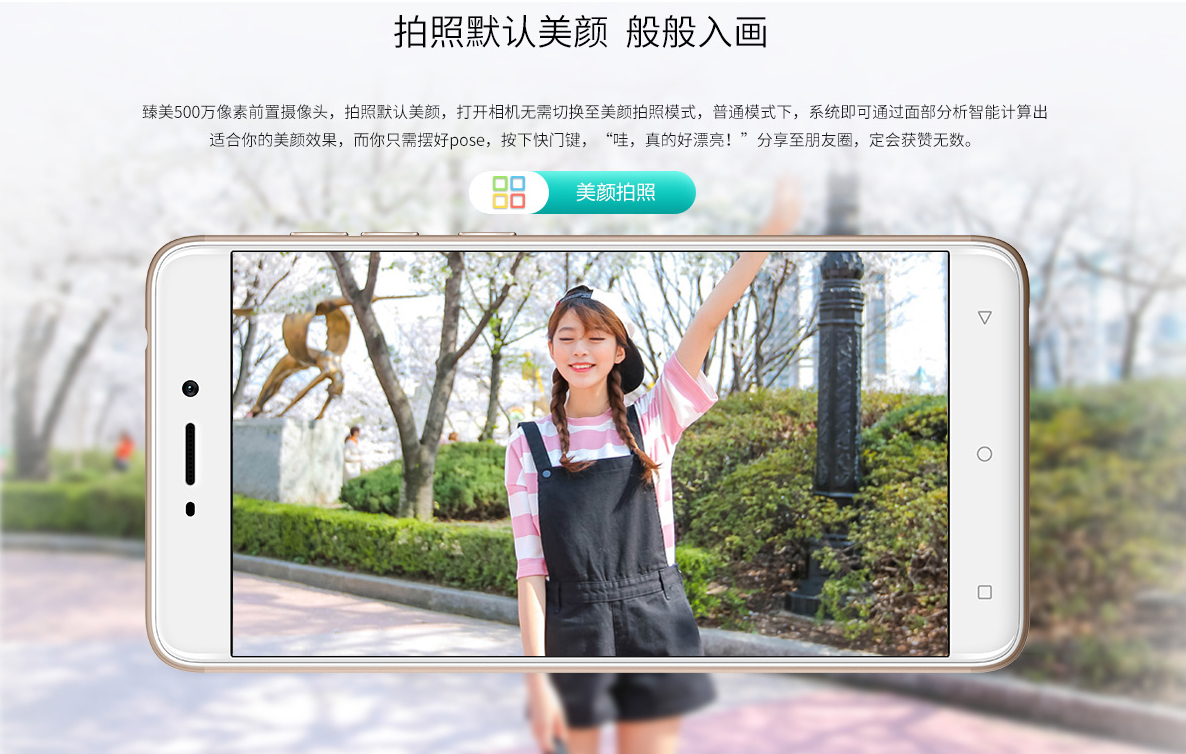 拍照默认美颜 般般入画
臻美500万像素前置摄像头，拍照默认美颜，打开相机无需切换至美颜拍照模式，普通模式下，系统即可通过面部分析智能计算出
适合你的美颜效果，而你只需摆好pose，按下快门键，“哇，真的好漂亮！”分享至朋友圈，定会获赞无数。
美颜拍照